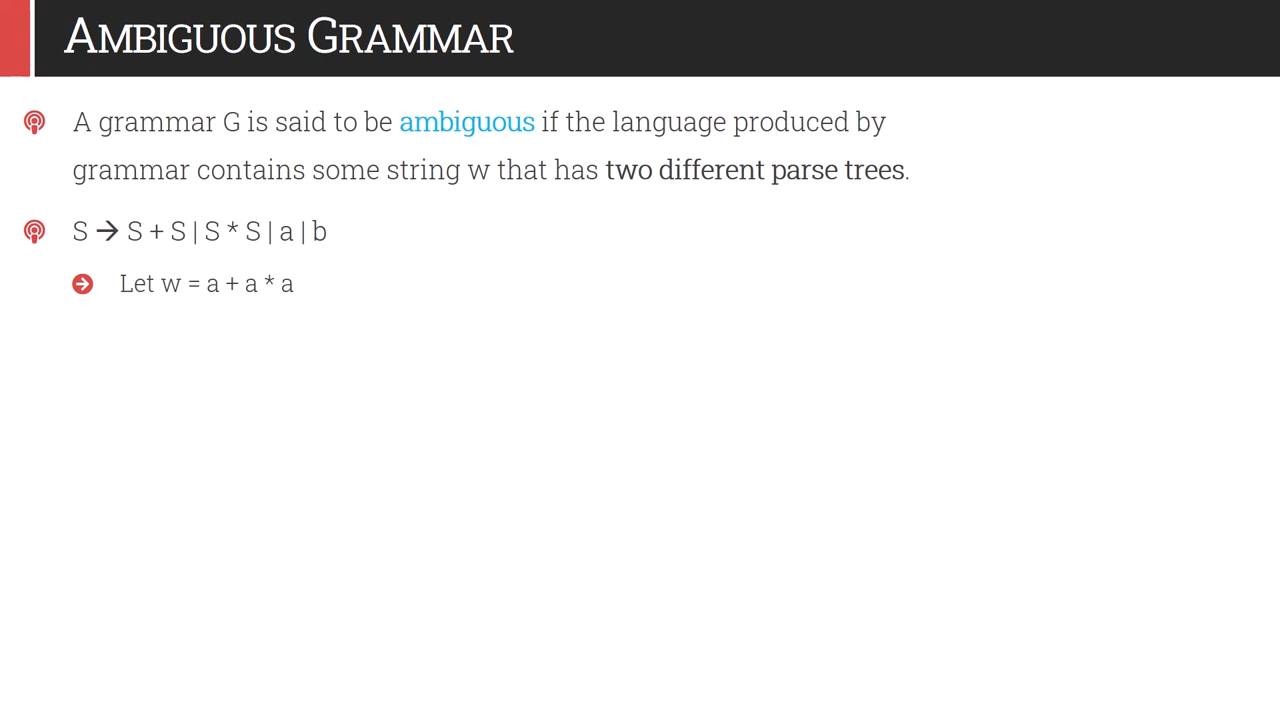 AMBIGUOUS GRAMMAR
A grammar G is said to be ambiguous if the language produced by
grammar contains some string w that has two different parse trees.
S → S + S | S * S | a | b
Let w = a + a * a